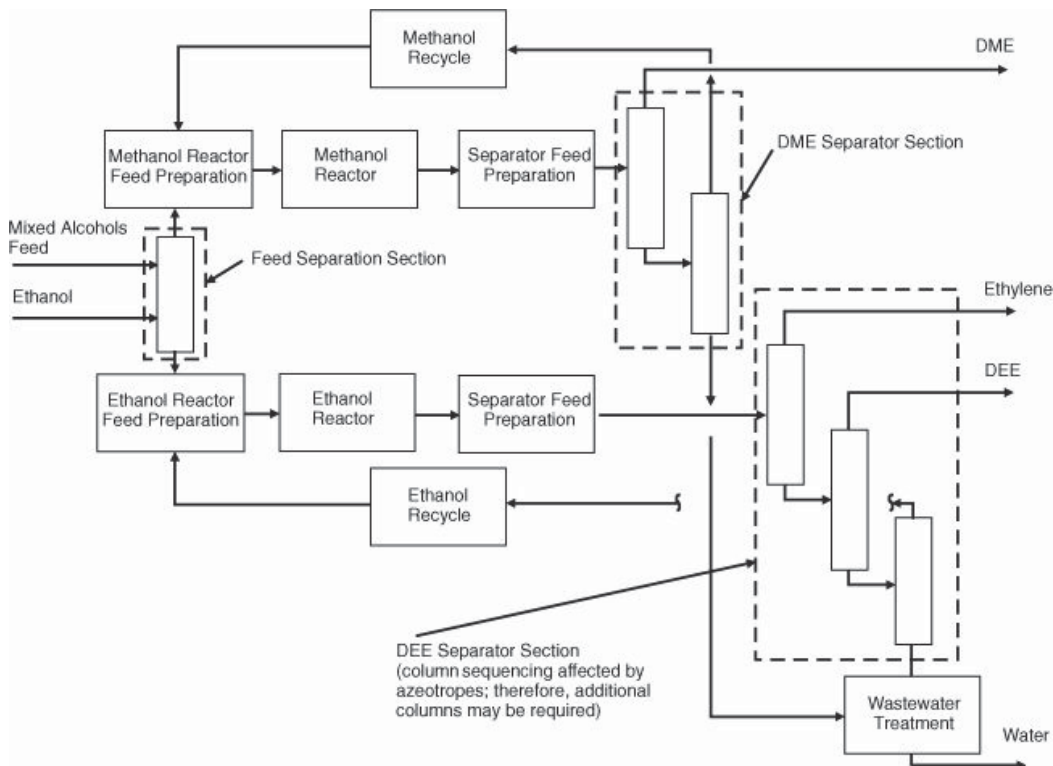 Methanol
Recycle
DME
Methanol Reactor
Feed Preparation
Methanol
Reactor
Separator Feed
Preparation
DME Separator Section
Mixed Alcohols
Feed
Feed Separation Section
Ethanol
Ethylene
Ethanol Reactor
Feed Preparation
Ethanol
Reactor
Separator Feed
Preparation
DEE
Ethanol
Recycle
DEE Separator Section
(column sequencing affected by
azeotropes; therefore, additional
columns may be required)
Wastewater
Treatment
Water